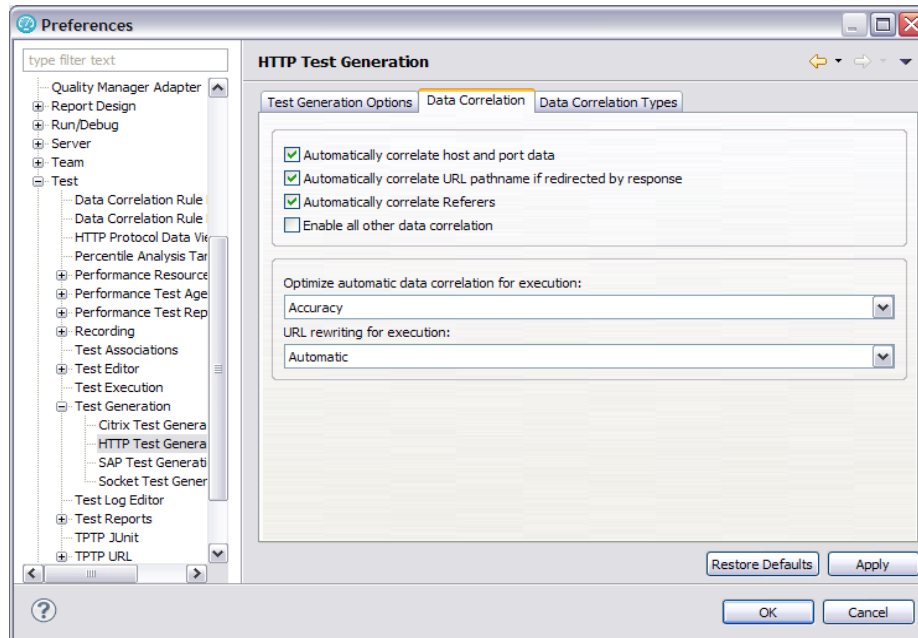 Preferences
type filter text
Quality Manager Adapter
Report Design
Run/Debug
Server
Team
Test
Data Correlation Rule
Data Correlation Rule
HTTP Protocol Data Vie
Percentile Analysis Tar
Performance Resource
Performance Test Age
Performance Test Rep
Recording
Test Associations
Test Editor
Test Execution
Test Generation
Citrix Test Genera
HTTP Test Genera
SAP Test Generati
Socket Test Gener
Test Log Editor
Test Reports
TPTP JUnit
TPTP URL
HTTP Test Generation
Test Generation Options Data Correlation Data Correlation Types
Automatically correlate host and port data
Automatically correlate URL pathname if redirected by response
Automatically correlate Referers
Enable all other data correlation
Optimize automatic data correlation for execution:
Accuracy
URL rewriting for execution:
Automatic
Restore Defaults Apply
OK Cancel